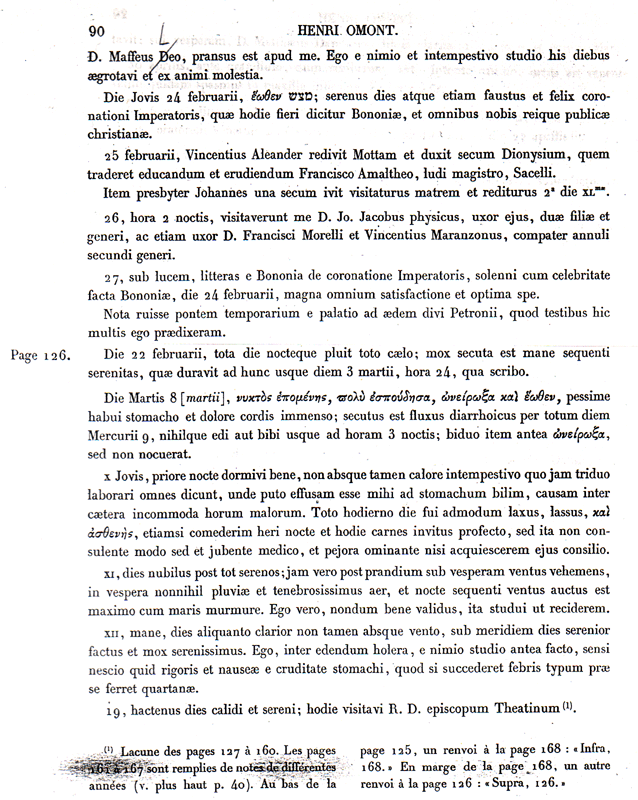 90
HENRI OMONT.
L
D. Maffeus Deo, pransus est apud me. Ego e nimio et intempestivo studio his diebus
ægrotavi et ex animi molestia.
Die Jovis 24 februarii, ἕωθεν שמצט; serenus dies atque etiam faustus et felix coro-
nationi Imperatoris, quæ hodie fieri dicitur Bononiæ, et omnibus nobis reique publicæ
christianæ.
25 februarii, Vincentius Aleander redivit Mottam et duxit secum Dionysium, quem
traderet educandum et erudiendum Francisco Amaltheo, ludi magistro, Sacelli.
Item presbyter Johannes una secum ivit visitaturus matrem et rediturus 2ª die XLmæ.
26, hora 2 noctis, visitaverunt me D. Jo. Jacobus physicus, uxor ejus, duæ filiæ et
generi, ac etiam uxor D. Francisci Morelli et Vincentius Maranzonus, compater annuli
secundi generi.
27, sub lucem, litteras e Bononia de coronatione Imperatoris, solenni cum celebritate
facta Bononiæ, die 24 februarii, magna omnium satisfactione et optima spe.
Nota ruisse pontem temporarium e palatio ad ædem divi Petronii, quod testibus hic
multis ego prædixeram.
Page 126.
Die 22 februarii, tota die nocteque pluit toto cælo; mox secuta est mane sequenti
serenitas, quæ duravit ad hunc usque diem 3 martii, hora 24, qua scribo.
Die Martis 8 [martii], νυκτὸς ἑπομένης, πολὺ ἐσπούδησα, ὠνείρωξα καὶ ἕωθεν, pessime
habui stomacho et dolore cordis immenso; secutus est fluxus diarrhoicus per totum diem
Mercurii 9, nihilque edi aut bibi usque ad horam 3 noctis; biduo item antea ὠνείρωξα,
sed non nocuerat.
X Jovis, priore nocte dormivi bene, non absque tamen calore intempestivo quo jam triduo
laborari omnes dicunt, unde puto effusam esse mihi ad stomachum bilim, causam inter
cætera incommoda horum malorum. Toto hodierno die fui admodum laxus, lassus, καὶ
ἀσθενὴς, etiamsi comederim heri nocte et hodie carnes invitus profecto, sed ita non con-
sulente modo sed et jubente medico, et pejora ominante nisi acquiescerem ejus consilio.
XI, dies nubilus post tot serenos; jam vero post prandium sub vesperam ventus vehemens,
in vespera nonnihil pluviæ et tenebrosissimus aer, et nocte sequenti ventus auctus est
maximo cum maris murmure. Ego vero, nondum bene validus, ita studui ut reciderem.
XII, mane, dies aliquanto clarior non tamen absque vento, sub meridiem dies serenior
factus et mox serenissimus. Ego, inter edendum holera, e nimio studio antea facto, sensi
nescio quid rigoris et nauseæ e cruditate stomachi, quod si succederet febris typum præ
se ferret quartanæ.
19, hactenus dies calidi et sereni; hodie visitavi R. D. episcopum Theatinum (1).
(1) Lacune des pages 127 à 160. Les pages
161 à 167 sont remplies de notes de différentes
années (v. plus haut p. 40). Au bas de la
page 125, un renvoi à la page 168 : «Infra,
168.» En marge de la page 168, un autre
renvoi à la page 126 : «Supra, 126.»